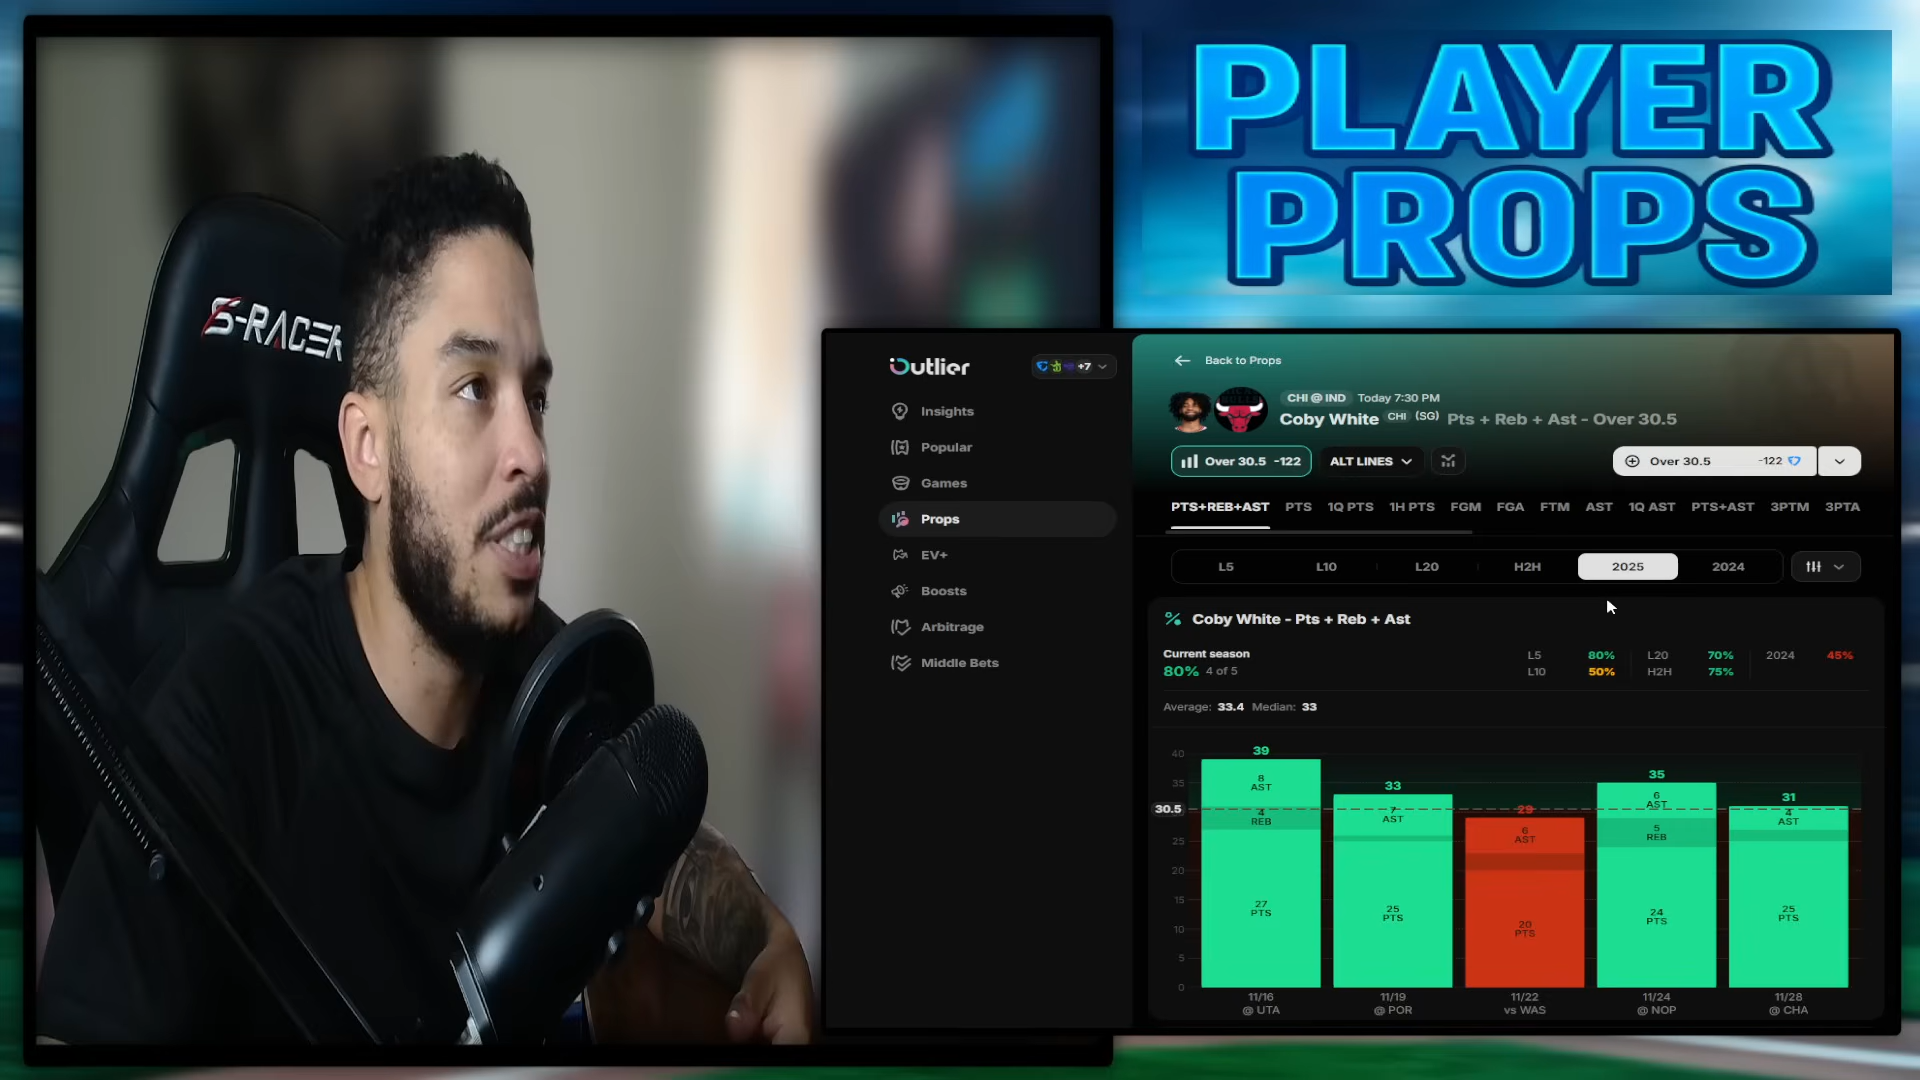 PLAYER
PROPS
S-RACER
Outlier
+7
Insights
Popular
Games
Props
EV+
Boosts
Arbitrage
Middle Bets
Back to Props
CHI @ IND Today 7:30 PM
Coby White CHI (SG) Pts + Reb + Ast - Over 30.5
Over 30.5 -122
ALT LINES
Over 30.5 -122
PTS+REB+AST PTS 1Q PTS 1H PTS FGM FGA FTM AST 1Q AST PTS+AST 3PTM 3PTA
L5 L10 L20 H2H 2025 2024
Coby White - Pts + Reb + Ast
Current season
80% 4 of 5
L5 80% L20 70% 2024 45%
L10 50% H2H 75%
Average: 33.4 Median: 33
40
35
30.5
25
20
15
10
5
0
39
8
AST
4
REB
27
PTS
33
7
AST
25
PTS
29
6
AST
20
PTS
35
6
AST
5
REB
24
PTS
31
4
AST
25
PTS
11/16 11/19 11/22 11/24 11/28
@ UTA @ POR vs WAS @ NOP @ CHA